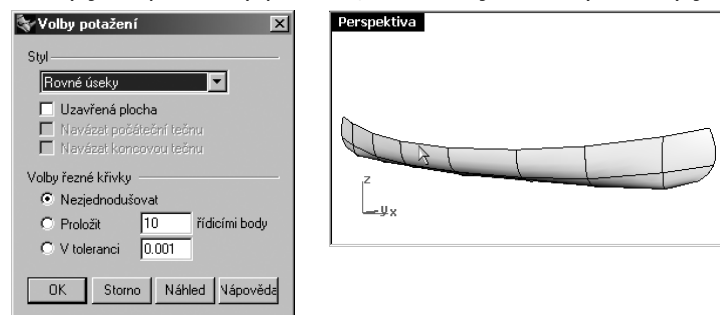 Volby potažení
Styl
Rovné úseky
Uzavřená plocha
Navázat počáteční tečnu
Navázat koncovou tečnu
Volby řezné křivky
Nezjednodušovat
Proložit 10 řídicími body
V toleranci 0.001
OK Storno Náhled Nápověda
Perspektiva
z
y x